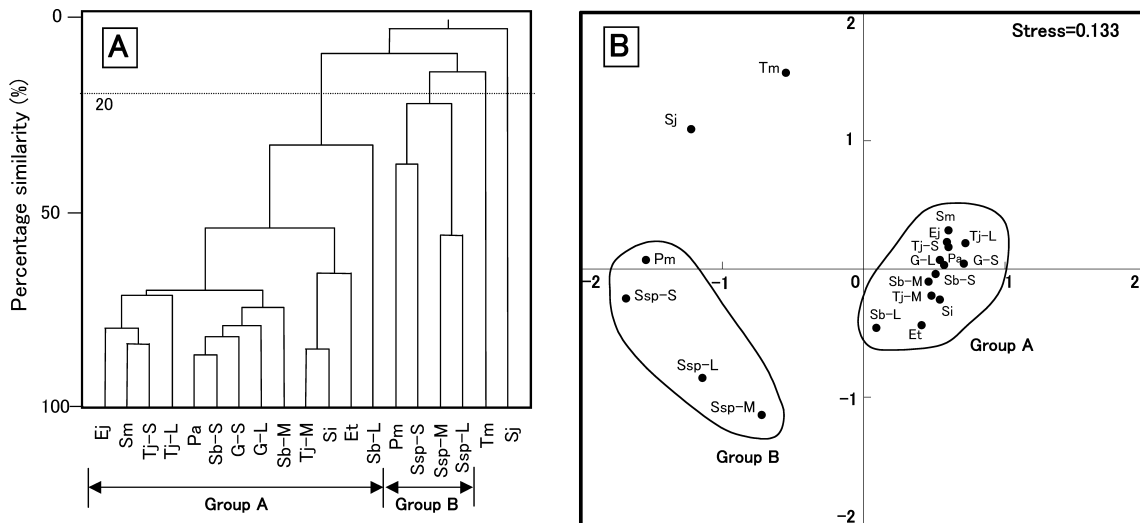 A
Percentage similarity (%)
0
20
50
100
Ej
Sm
Tj-S
Tj-L
Pa
Sb-S
G-S
G-L
Sb-M
Tj-M
Si
Et
Sb-L
Pm
Ssp-S
Ssp-M
Ssp-L
Tm
Sj
Group A
Group B
B
Stress=0.133
2
1
-2
-1
0
1
2
-1
-2
Tm
Sj
Sm
Ej
Tj-L
Tj-S
G-L
Pa
G-S
Sb-M
Sb-S
Tj-M
Si
Sb-L
Et
Group A
Pm
Ssp-S
Ssp-L
Ssp-M
Group B